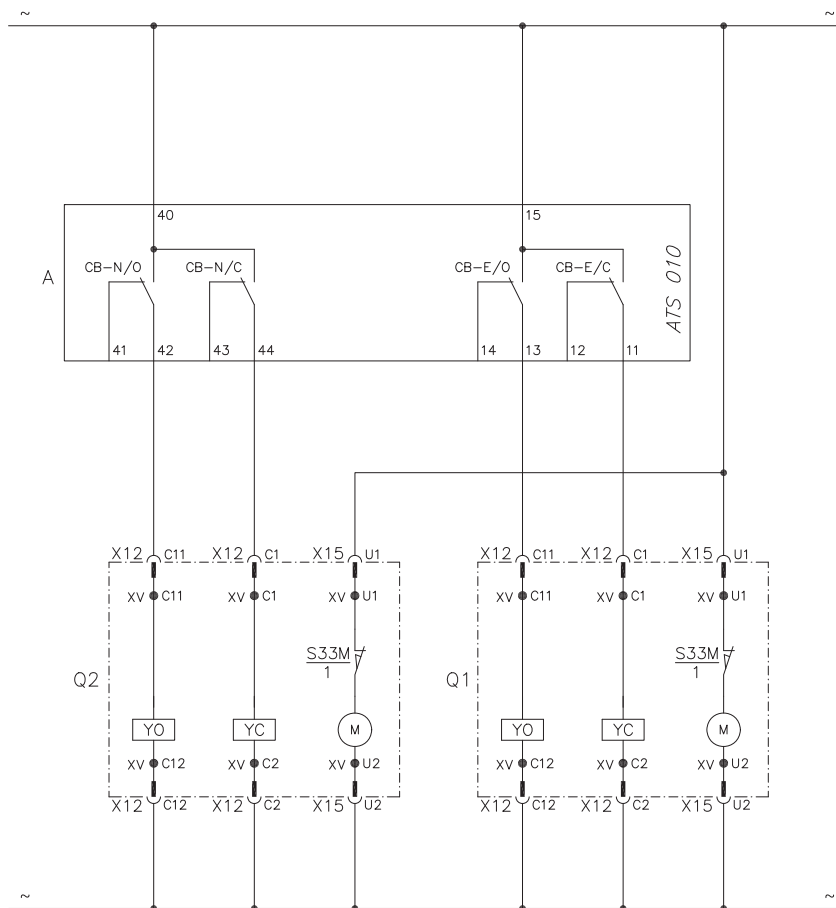 ~ ~
40 15
A CB-N/O CB-N/C CB-E/O CB-E/C ATS 010
41 42 43 44 14 13 12 11
X12 C11 X12 C1 X15 U1 X12 C11 X12 C1 X15 U1
XV C11 XV C1 XV U1 XV C11 XV C1 XV U1
S33M S33M
1 1
Q2 Q1
YO YC M YO YC M
XV C12 XV C2 XV U2 XV C12 XV C2 XV U2
X12 C12 X12 C2 X15 U2 X12 C12 X12 C2 X15 U2
~ ~